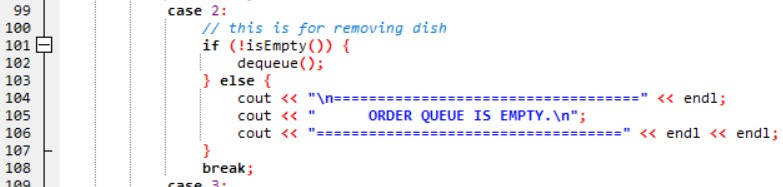 99 case 2:
100 // this is for removing dish
101 if (!isEmpty()) {
102 dequeue();
103 } else {
104 cout << "\n===================================" << endl;
105 cout << "      ORDER QUEUE IS EMPTY.\n";
106 cout << "===================================" << endl << endl;
107 }
108 break;
109 case 3: